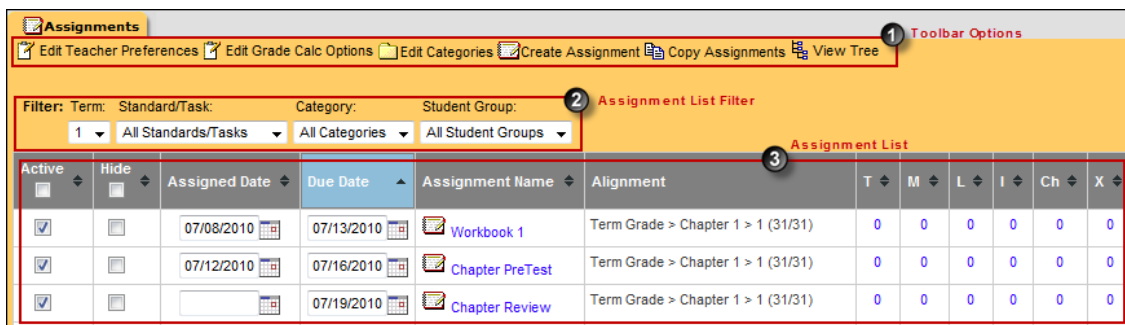 Assignments
Edit Teacher Preferences Edit Grade Calc Options Edit Categories Create Assignment Copy Assignments View Tree
1 Toolbar Options
Filter: Term: Standard/Task: Category: Student Group:
1 All Standards/Tasks All Categories All Student Groups
2 Assignment List Filter
3 Assignment List
Active Hide Assigned Date Due Date Assignment Name Alignment T M L I Ch X
07/08/2010 07/13/2010 Workbook 1 Term Grade > Chapter 1 > 1 (31/31) 0 0 0 0 0 0
07/12/2010 07/16/2010 Chapter PreTest Term Grade > Chapter 1 > 1 (31/31) 0 0 0 0 0 0
07/19/2010 Chapter Review Term Grade > Chapter 1 > 1 (31/31) 0 0 0 0 0 0